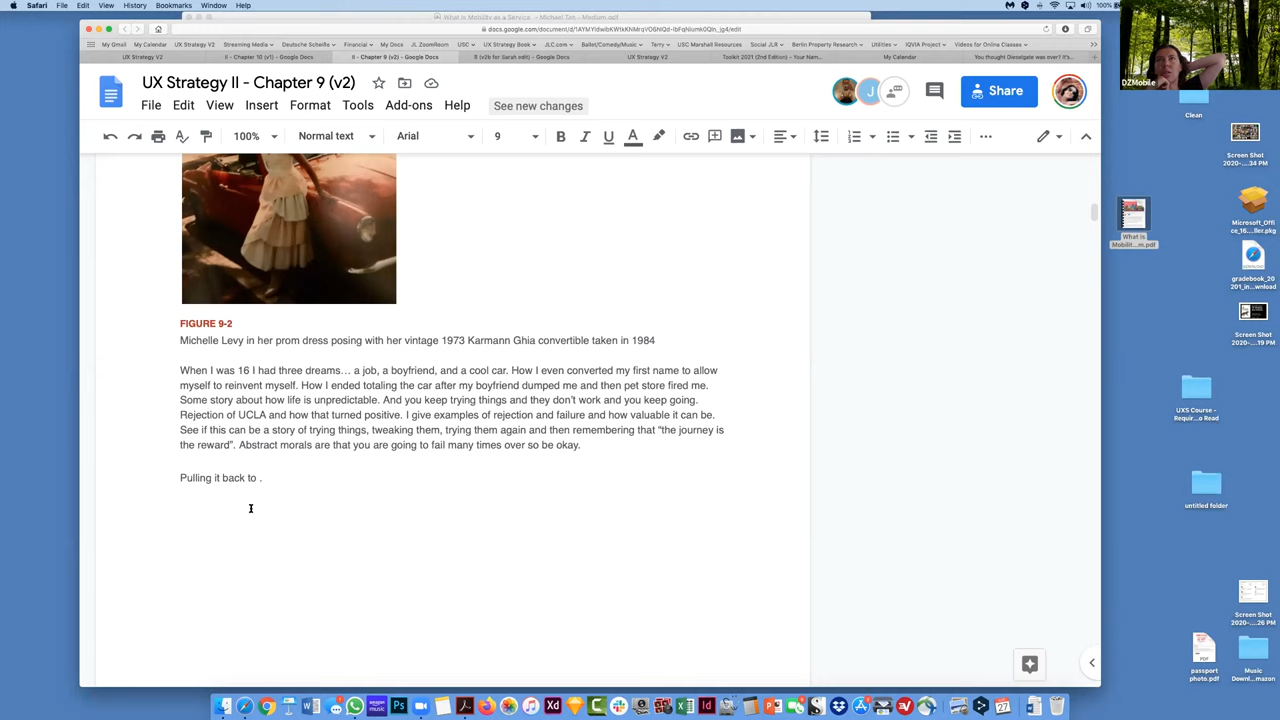 Safari File Edit View History Bookmarks Window Help 100%
What is Mobility as a Service - Michael Tan - Medium.pdf
My Gmail My Calendar UX Strategy V2 Streaming Media Deutsche Scheiße Financial My Docs JL ZoomRoom USC UX Strategy Book JLC.com Ballet/Comedy/Music Terry USC Marshal Resources Social JLR Berlin Property Research Utilities IQVIA Project Videos for Online Classes
UX Strategy V2 II - Chapter 10 (v1) - Google Docs II - Chapter 9 (v2) - Google Docs 8 (v2b for Sarah edit) - Google Docs UX Strategy V2 Toolkit 2021 (2nd Edition) - Your Nam... My Calendar You thought Dieselgate was over? It's...
UX Strategy II - Chapter 9 (v2)
File Edit View Insert Format Tools Add-ons Help See new changes
J
Share
100% Normal text Arial 9
FIGURE 9-2
Michelle Levy in her prom dress posing with her vintage 1973 Karmann Ghia convertible taken in 1984
When I was 16 I had three dreams… a job, a boyfriend, and a cool car. How I even converted my first name to allow
myself to reinvent myself. How I ended totaling the car after my boyfriend dumped me and then pet store fired me.
Some story about how life is unpredictable. And you keep trying things and they don't work and you keep going.
Rejection of UCLA and how that turned positive. I give examples of rejection and failure and how valuable it can be.
See if this can be a story of trying things, tweaking them, trying them again and then remembering that "the journey is
the reward". Abstract morals are that you are going to fail many times over so be okay.
Pulling it back to .
DZMobile
Clean
Screen Shot
2020-....34 PM
What is
Mobilit...m.pdf
Microsoft_Offi
ce_16....ller.pkg
gradebook_20
201_in...wnload
Screen Shot
2020-....19 PM
UXS Course -
Requir...o Read
untitled folder
Screen Shot
2020-....26 PM
passport
photo.pdf
Music
Downl...mazon